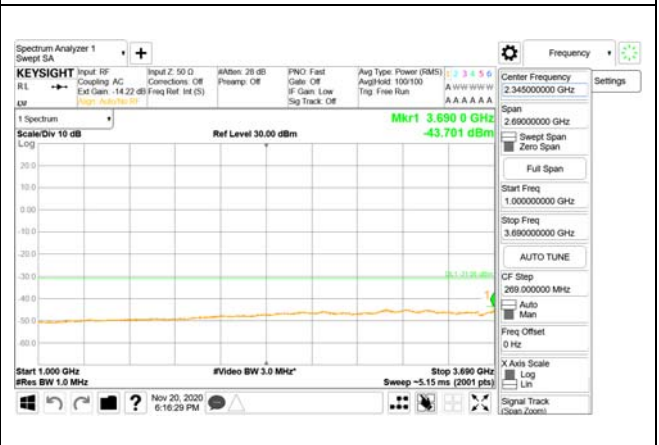 Spectrum Analyzer 1
Swept SA
+
Frequency
KEYSIGHT
Input: RF
Coupling: AC
Ext Gain: -14.22 dB
Align: Auto/No RF
Input Z: 50 Ω
Corrections: Off
Freq Ref: Int (S)
#Atten: 28 dB
Preamp: Off
PNO: Fast
Gate: Off
IF Gain: Low
Sig Track: Off
Avg Type: Power (RMS)
Avg|Hold: 100/100
Trig: Free Run
1 2 3 4 5 6
A W W W W W
A A A A A A
RL
1 Spectrum
Scale/Div 10 dB
Ref Level 30.00 dBm
Mkr1 3.690 0 GHz
-43.701 dBm
Log
20.0
10.0
0.00
-10.0
-20.0
-30.0
-40.0
-50.0
-60.0
1
Start 1.000 GHz
#Res BW 1.0 MHz
#Video BW 3.0 MHz*
Stop 3.690 GHz
Sweep ~5.15 ms (2001 pts)
Center Frequency
2.345000000 GHz
Settings
Span
2.69000000 GHz
Swept Span
Zero Span
Full Span
Start Freq
1.000000000 GHz
Stop Freq
3.690000000 GHz
AUTO TUNE
CF Step
269.000000 MHz
Auto
Man
Freq Offset
0 Hz
X Axis Scale
Log
Lin
Signal Track
(Span Zoom)
?
Nov 20, 2020
6:16:29 PM